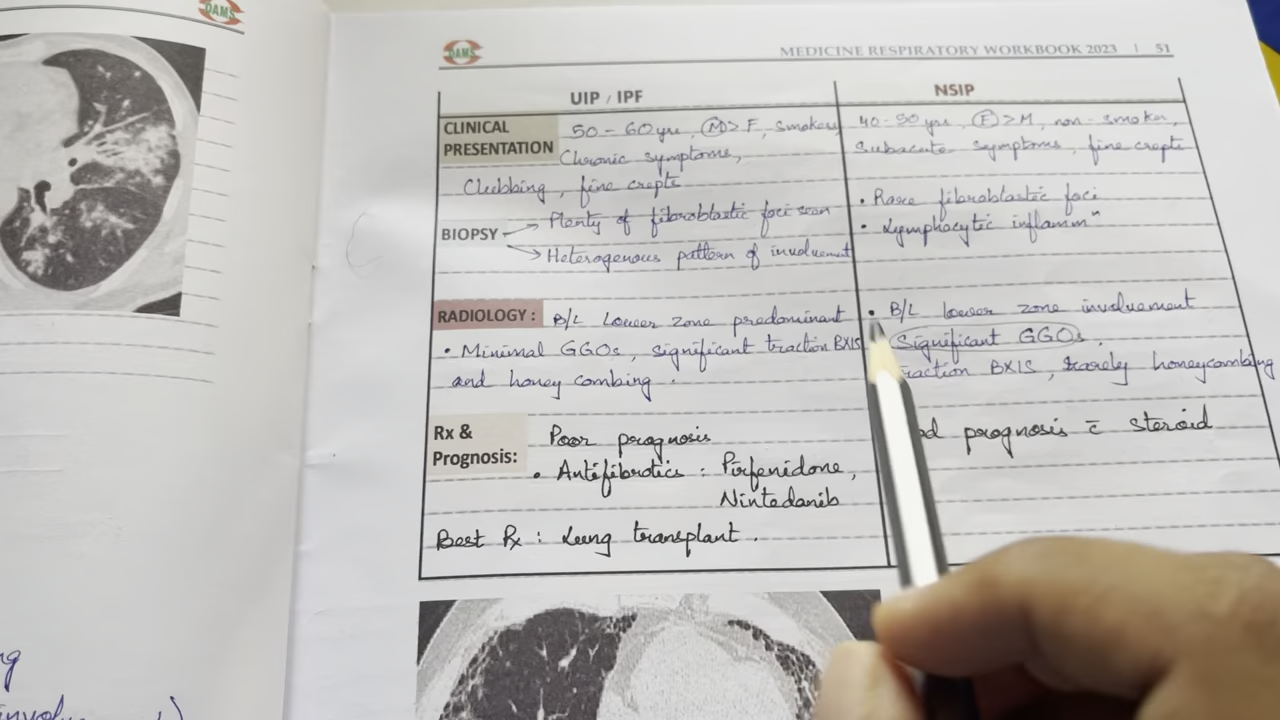 DAMS
DAMS
MEDICINE RESPIRATORY WORKBOOK 2023 | 51
UIP / IPF
NSIP
CLINICAL PRESENTATION
50-60 yrs, M > F, smokers
Chronic symptoms,
Clubbing, fine crepts
40-50 yrs, F > M, non-smoker,
Subacute symptoms, fine crepts
BIOPSY
Plenty of fibroblastic foci seen
Heterogenous pattern of involvement
• Rare fibroblastic foci
• Lymphocytic inflammⁿ
RADIOLOGY :
B/L Lower zone predominant
• Minimal GGOs, significant traction BXIS
and honey combing.
• B/L lower zone involvement
Significant GGOs.
BXIS, rarely honeycombing
Rx &
Prognosis:
Poor prognosis
• Antifibrotics : Pirfenidone,
Nintedanib
Best Rx : Lung transplant.
prognosis c̄ steroid